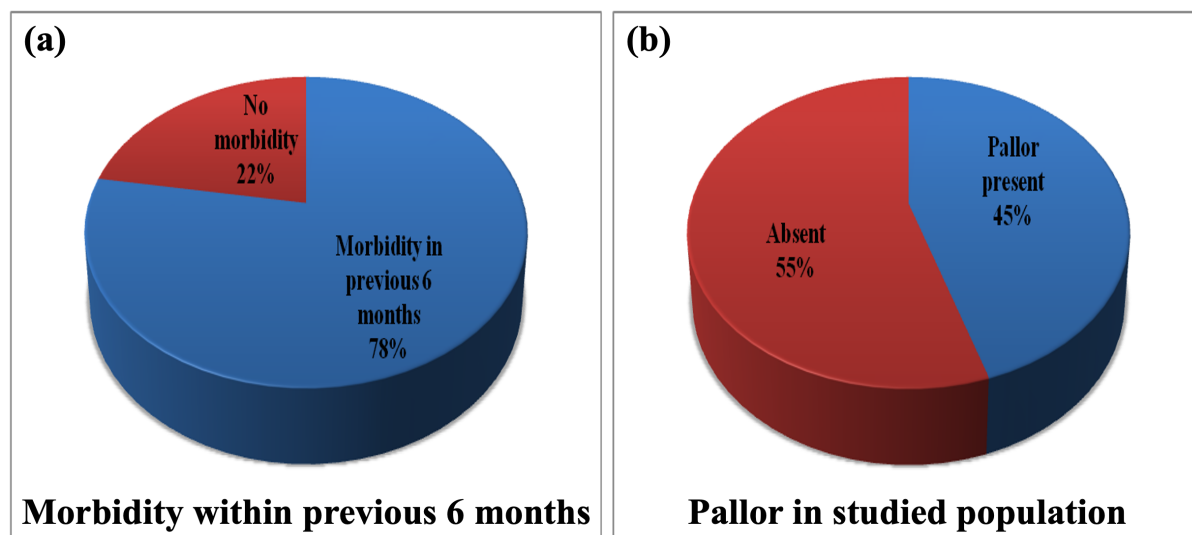 (a)
No
morbidity
22%
Morbidity in
previous 6
months
78%
Morbidity within previous 6 months
(b)
Pallor
present
45%
Absent
55%
Pallor in studied population